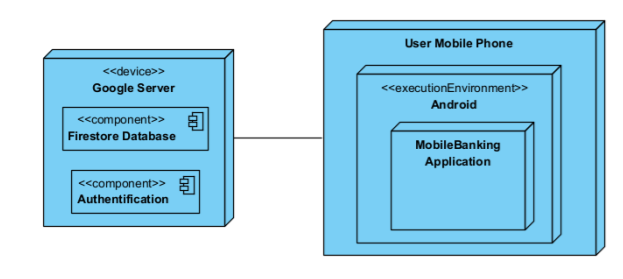 <<device>>
Google Server
<<component>>
Firestore Database
<<component>>
Authentification
User Mobile Phone
<<executionEnvironment>>
Android
MobileBanking
Application